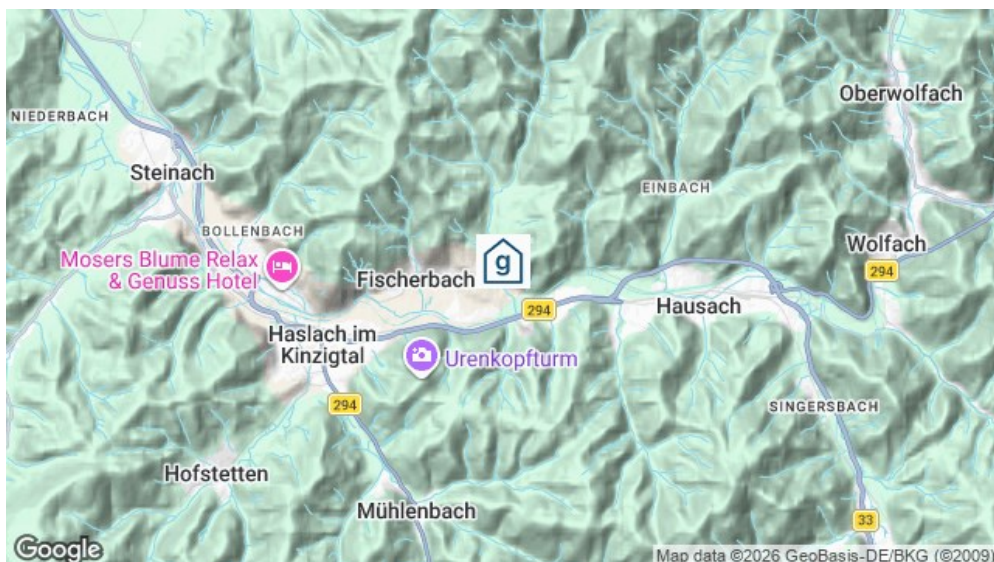 Oberwolfach
NIEDERBACH
Steinach
EINBACH
BOLLENBACH
Wolfach
Mosers Blume Relax
& Genuss Hotel
g
294
Fischerbach
294
Hausach
Haslach im
Kinzigtal
Urenkopfturm
294
SINGERSBACH
Hofstetten
Mühlenbach
33
Google
Map data ©2026 GeoBasis-DE/BKG (©2009)